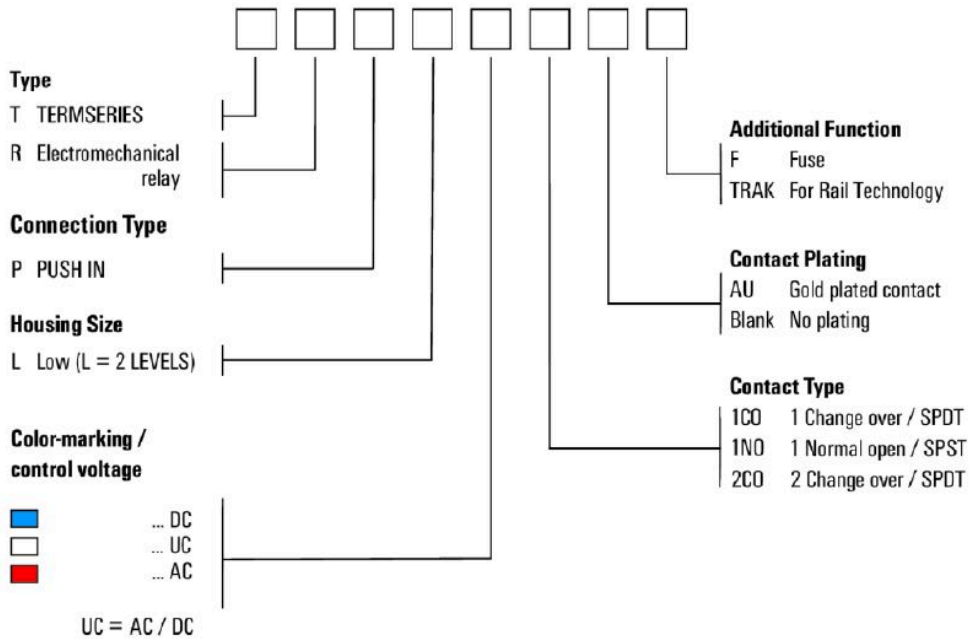 Type
T TERMSERIES
R Electromechanical
relay
Connection Type
P PUSH IN
Housing Size
L Low (L = 2 LEVELS)
Color-marking /
control voltage
... DC
... UC
... AC
UC = AC / DC
Additional Function
F Fuse
TRAK For Rail Technology
Contact Plating
AU Gold plated contact
Blank No plating
Contact Type
1CO 1 Change over / SPDT
1NO 1 Normal open / SPST
2CO 2 Change over / SPDT